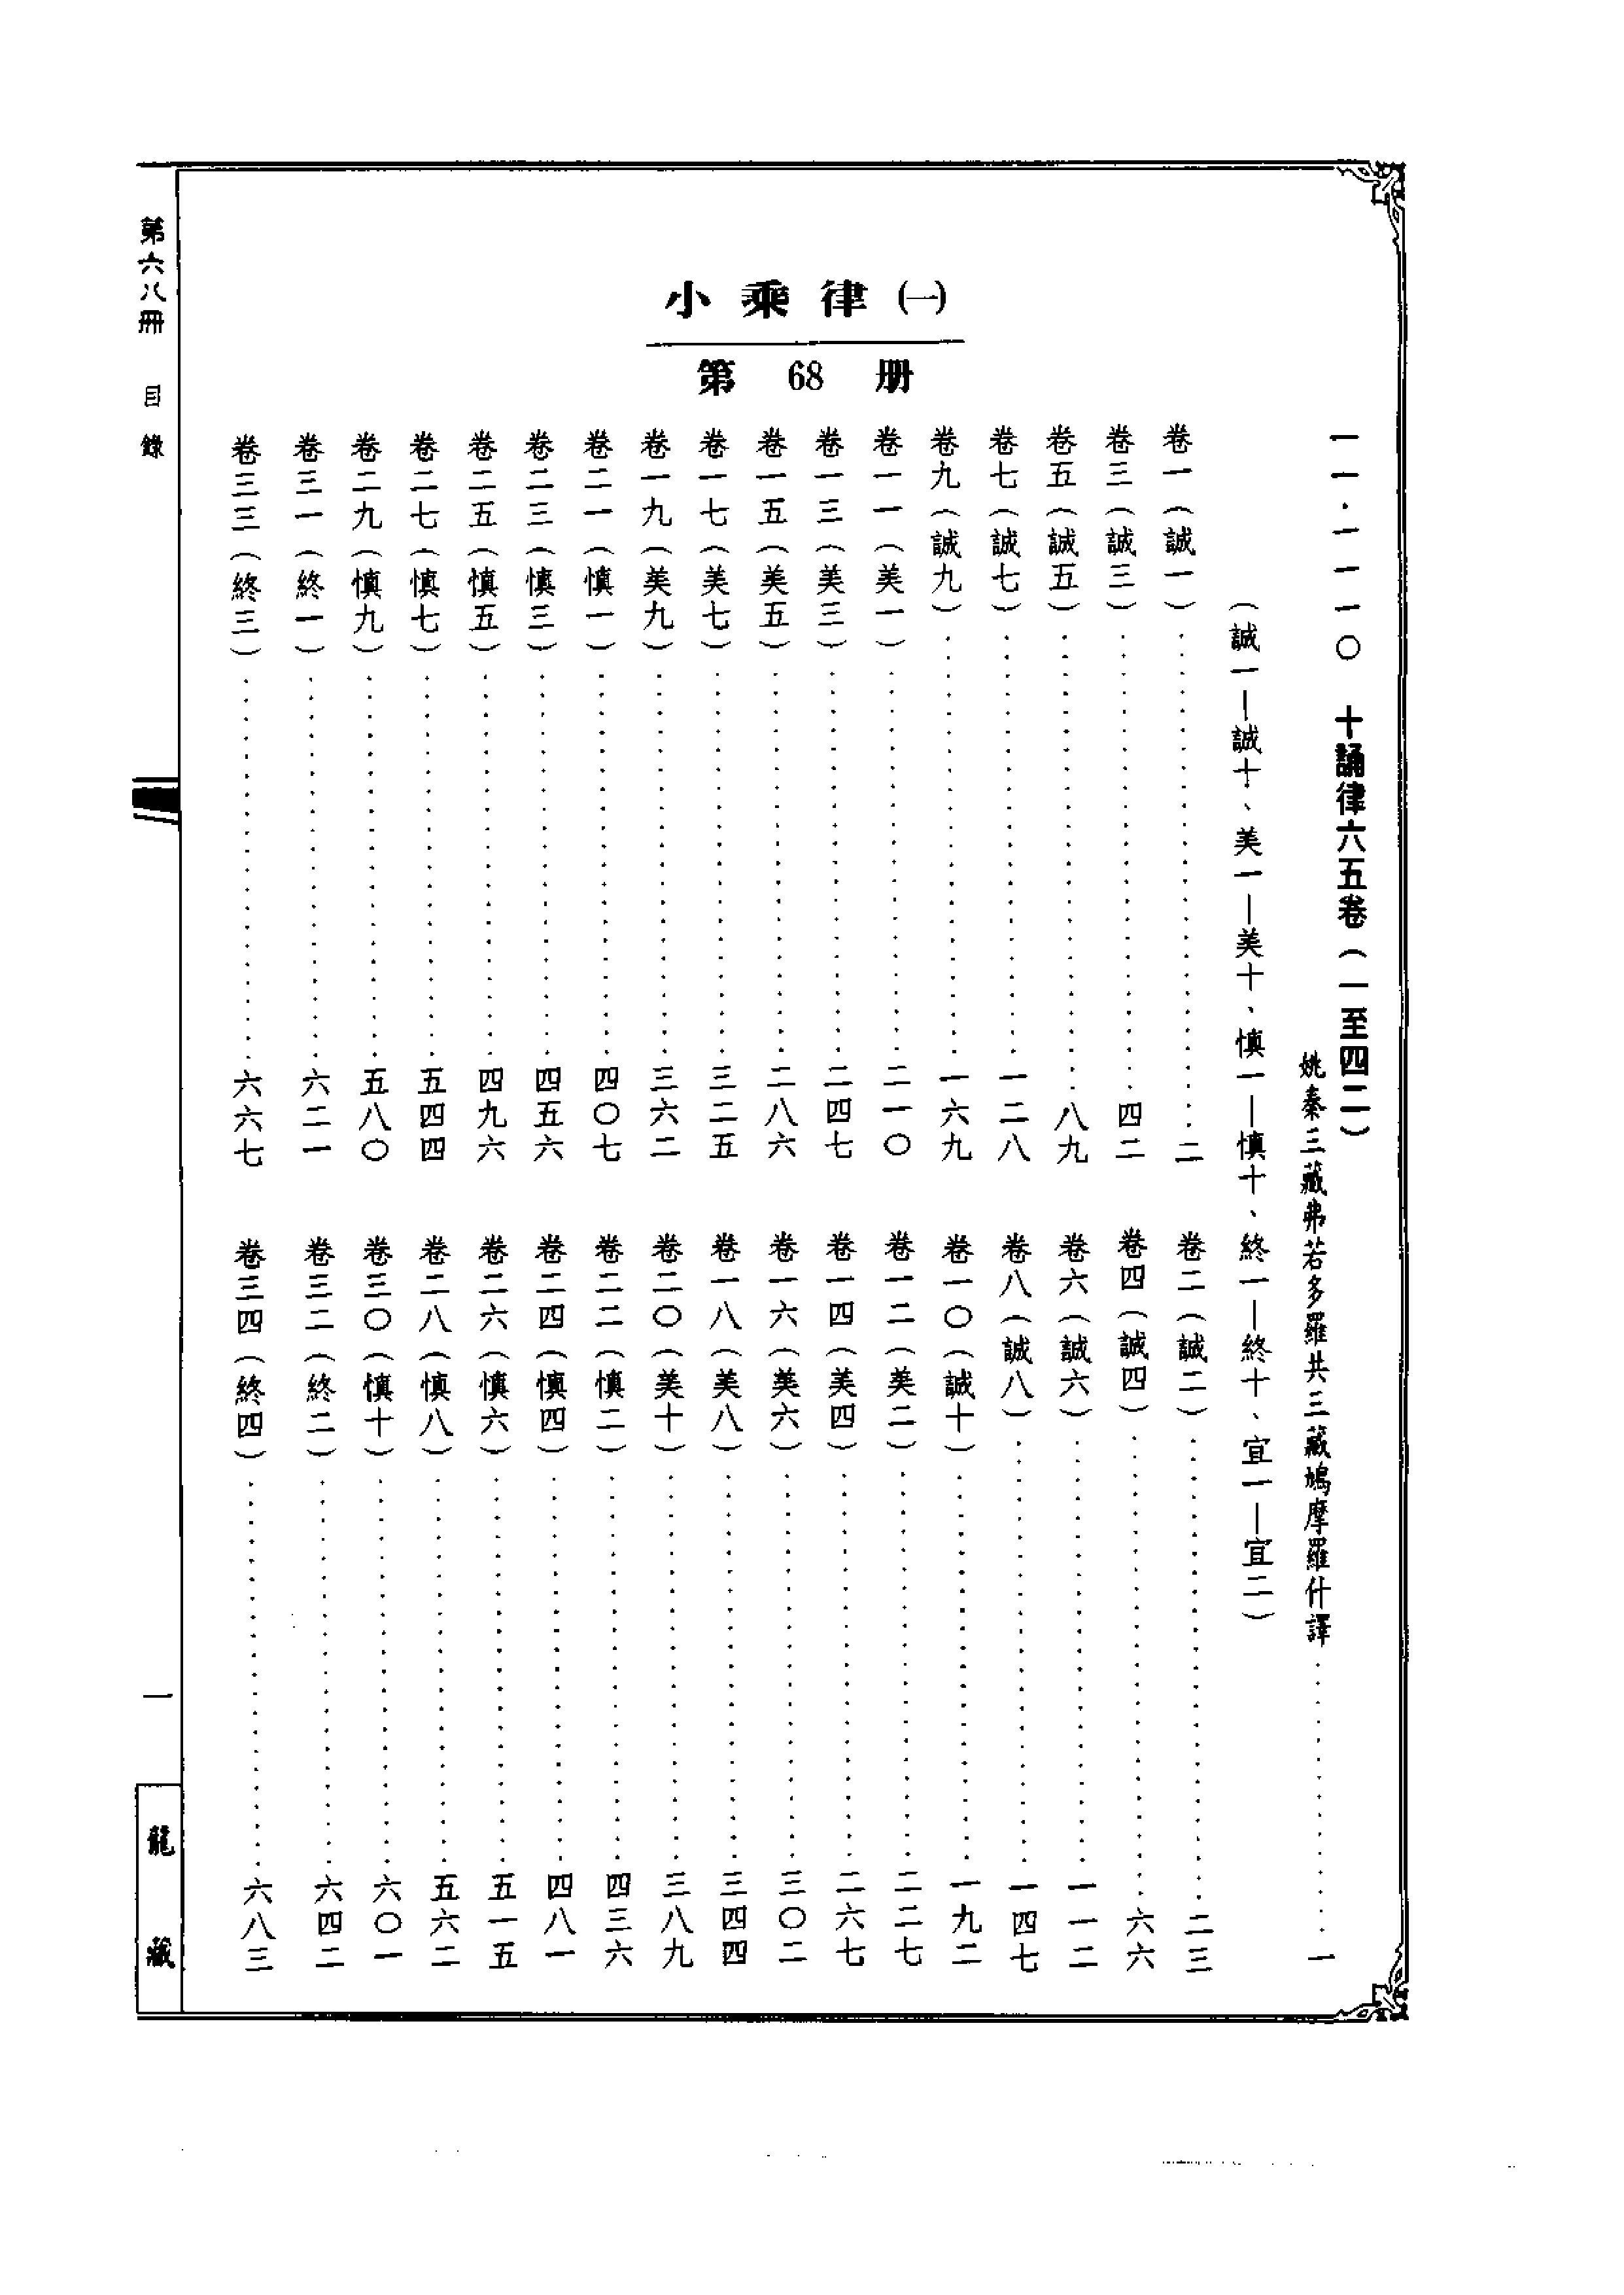 小乘律(一)
第 68 册
一一·一一一〇 十誦律六五卷(一至四二)
姚秦三藏弗若多羅共三藏鳩摩羅什譯……一
(誠一—誠十、美一—美十、慎一—慎十、終一—終十、宜一—宜二)
卷一(誠一)……二
卷二(誠二)……二三
卷三(誠三)……四二
卷四(誠四)……六六
卷五(誠五)……八九
卷六(誠六)……一一二
卷七(誠七)……一二八
卷八(誠八)……一四七
卷九(誠九)……一六九
卷一〇(誠十)……一九二
卷一一(美一)……二一〇
卷一二(美二)……二二七
卷一三(美三)……二四七
卷一四(美四)……二六七
卷一五(美五)……二八六
卷一六(美六)……三〇二
卷一七(美七)……三二五
卷一八(美八)……三四四
卷一九(美九)……三六二
卷二〇(美十)……三八九
卷二一(慎一)……四〇七
卷二二(慎二)……四三六
卷二三(慎三)……四五六
卷二四(慎四)……四八一
卷二五(慎五)……四九六
卷二六(慎六)……五一五
卷二七(慎七)……五四四
卷二八(慎八)……五六二
卷二九(慎九)……五八〇
卷三〇(慎十)……六〇一
卷三一(終一)……六二一
卷三二(終二)……六四二
卷三三(終三)……六六七
卷三四(終四)……六八三
第六八冊 目錄
一
龍藏